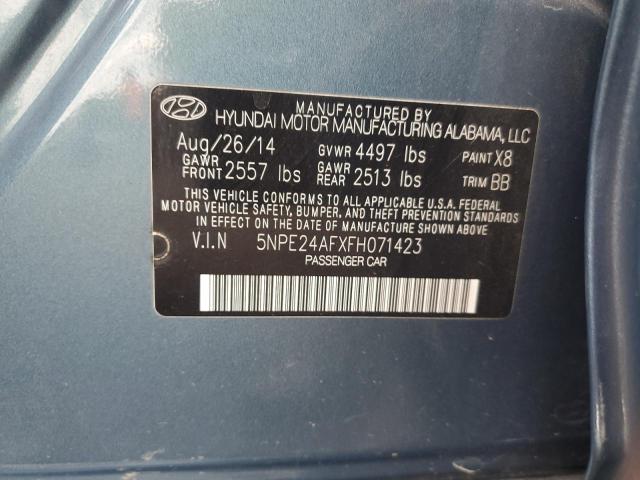 MANUFACTURED BY
HYUNDAI MOTOR MANUFACTURING ALABAMA, LLC
Aug/26/14 GVWR 4497 lbs PAINT X8
GAWR FRONT 2557 lbs GAWR REAR 2513 lbs TRIM BB
THIS VEHICLE CONFORMS TO ALL APPLICABLE U.S.A. FEDERAL
MOTOR VEHICLE SAFETY, BUMPER, AND THEFT PREVENTION STANDARDS
IN EFFECT ON THE DATE OF MANUFACTURE SHOWN ABOVE.
V.I.N 5NPE24AFXFH071423
PASSENGER CAR